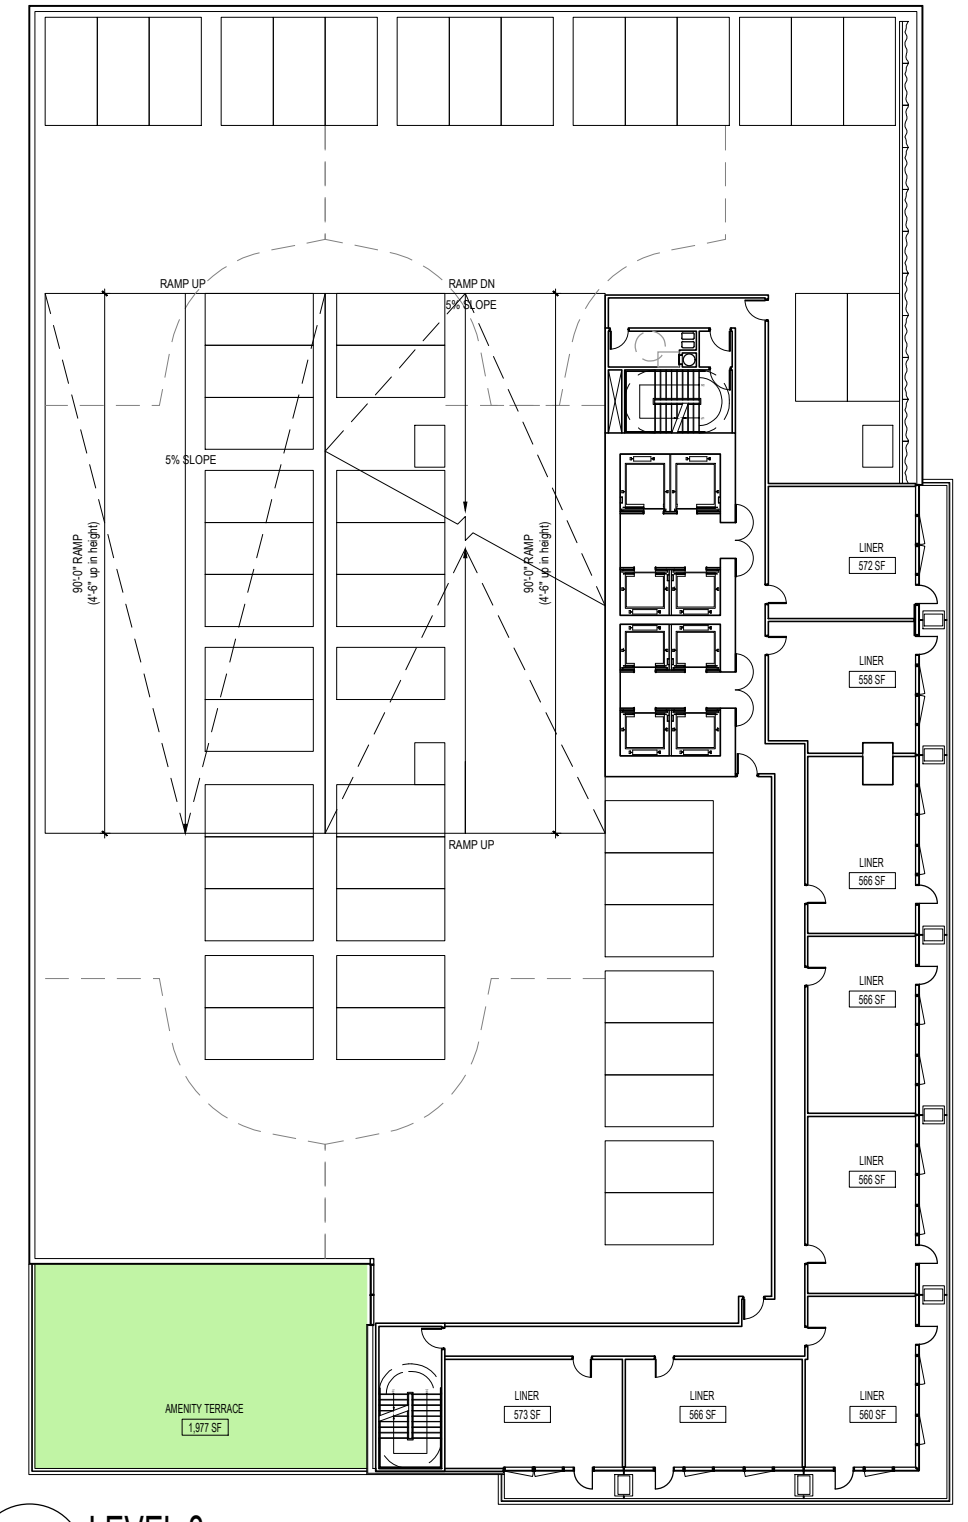 RAMP UP
RAMP DN
5% SLOPE
5% SLOPE
90'-0" RAMP
(4'-6" up in height)
90'-0" RAMP
(4'-6" up in height)
LINER
572 SF
LINER
558 SF
RAMP UP
LINER
566 SF
LINER
566 SF
LINER
566 SF
AMENITY TERRACE
1,977 SF
LINER
573 SF
LINER
566 SF
LINER
560 SF
LEVEL